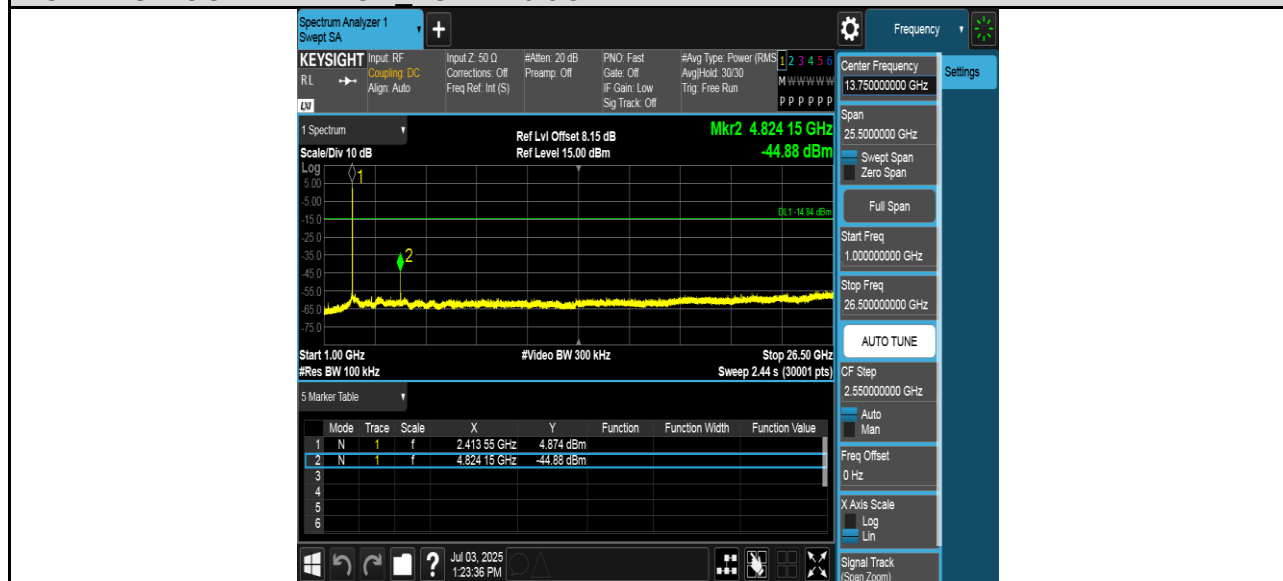 Spectrum Analyzer 1
Swept SA
+
Frequency
KEYSIGHT
RL
LXI
Input: RF
Coupling: DC
Align: Auto
Input Z: 50 Ω
Corrections: Off
Freq Ref: Int (S)
#Atten: 20 dB
Preamp: Off
PNO: Fast
Gate: Off
IF Gain: Low
Sig Track: Off
#Avg Type: Power (RMS
Avg|Hold: 30/30
Trig: Free Run
1 2 3 4 5 6
M W W W W W
P P P P P P
Center Frequency
13.750000000 GHz
Settings
Span
25.5000000 GHz
Swept Span
Zero Span
Full Span
Start Freq
1.000000000 GHz
Stop Freq
26.500000000 GHz
AUTO TUNE
CF Step
2.550000000 GHz
Auto
Man
Freq Offset
0 Hz
X Axis Scale
Log
Lin
Signal Track
(Span Zoom)
1 Spectrum
Scale/Div 10 dB
Ref Lvl Offset 8.15 dB
Ref Level 15.00 dBm
Mkr2 4.824 15 GHz
-44.88 dBm
Log
1
5.00
-5.00
DL1 -14.84 dBm
-15.0
-25.0
2
-35.0
-45.0
-55.0
-65.0
-75.0
Start 1.00 GHz
#Video BW 300 kHz
Stop 26.50 GHz
#Res BW 100 kHz
Sweep 2.44 s (30001 pts)
5 Marker Table
Mode Trace Scale X Y Function Function Width Function Value
1 N 1 f 2.413 55 GHz 4.874 dBm
2 N 1 f 4.824 15 GHz -44.88 dBm
3
4
5
6
?
Jul 03, 2025
1:23:36 PM